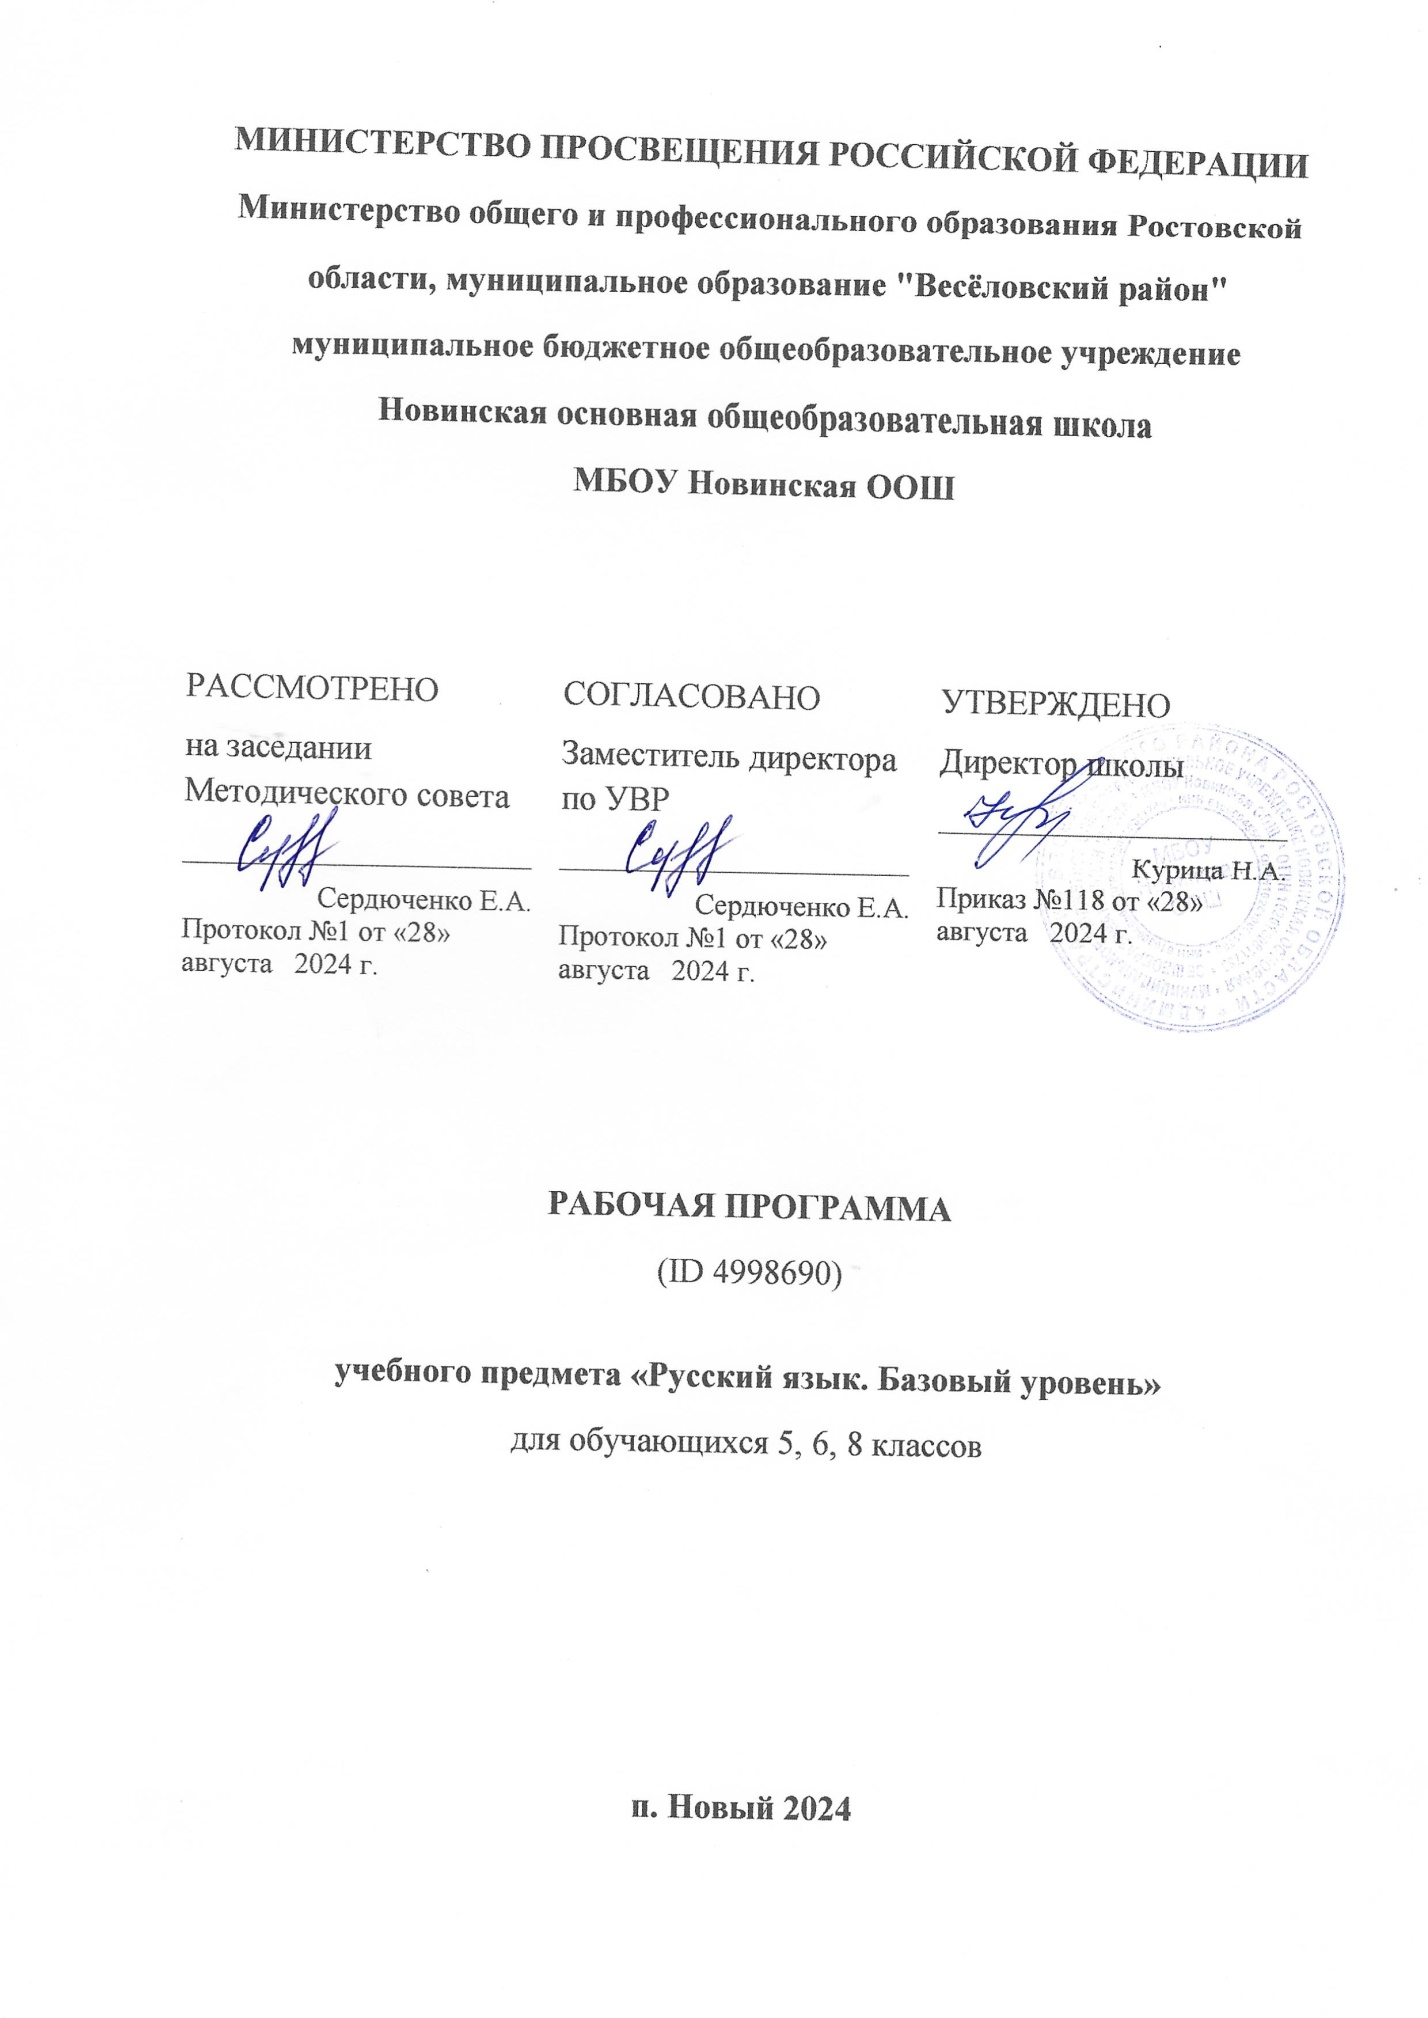 МИНИСТЕРСТВО ПРОСВЕЩЕНИЯ РОССИЙСКОЙ ФЕДЕРАЦИИ
Министерство общего и профессионального образования Ростовской
области, муниципальное образование "Весёловский район"
муниципальное бюджетное общеобразовательное учреждение
Новинская основная общеобразовательная школа
МБОУ Новинская ООШ
РАССМОТРЕНО
на заседании
Методического совета
Сердюченко Е.А.
Протокол №1 от «28»
августа 2024 г.
СОГЛАСОВАНО
Заместитель директора
по УВР
Сердюченко Е.А.
Протокол №1 от «28»
августа 2024 г.
УТВЕРЖДЕНО
Директор школы
Курица Н.А.
Приказ №118 от «28»
августа 2024 г.
РАЙОНА РОСТОВСКОЙ ОБЛАСТИ
МБОУ
РАБОЧАЯ ПРОГРАММА
(ID 4998690)
учебного предмета «Русский язык. Базовый уровень»
для обучающихся 5, 6, 8 классов
п. Новый 2024